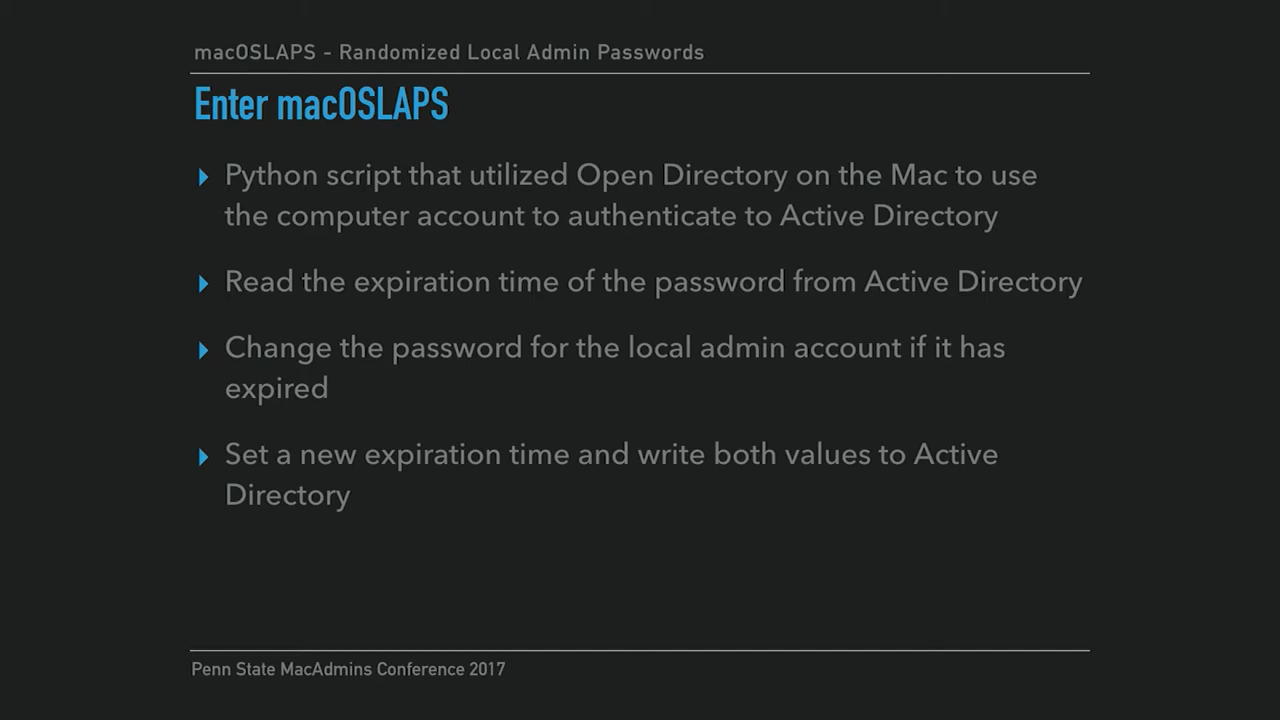 macOSLAPS - Randomized Local Admin Passwords
Enter macOSLAPS
Python script that utilized Open Directory on the Mac to use
the computer account to authenticate to Active Directory
Read the expiration time of the password from Active Directory
Change the password for the local admin account if it has
expired
Set a new expiration time and write both values to Active
Directory
Penn State MacAdmins Conference 2017